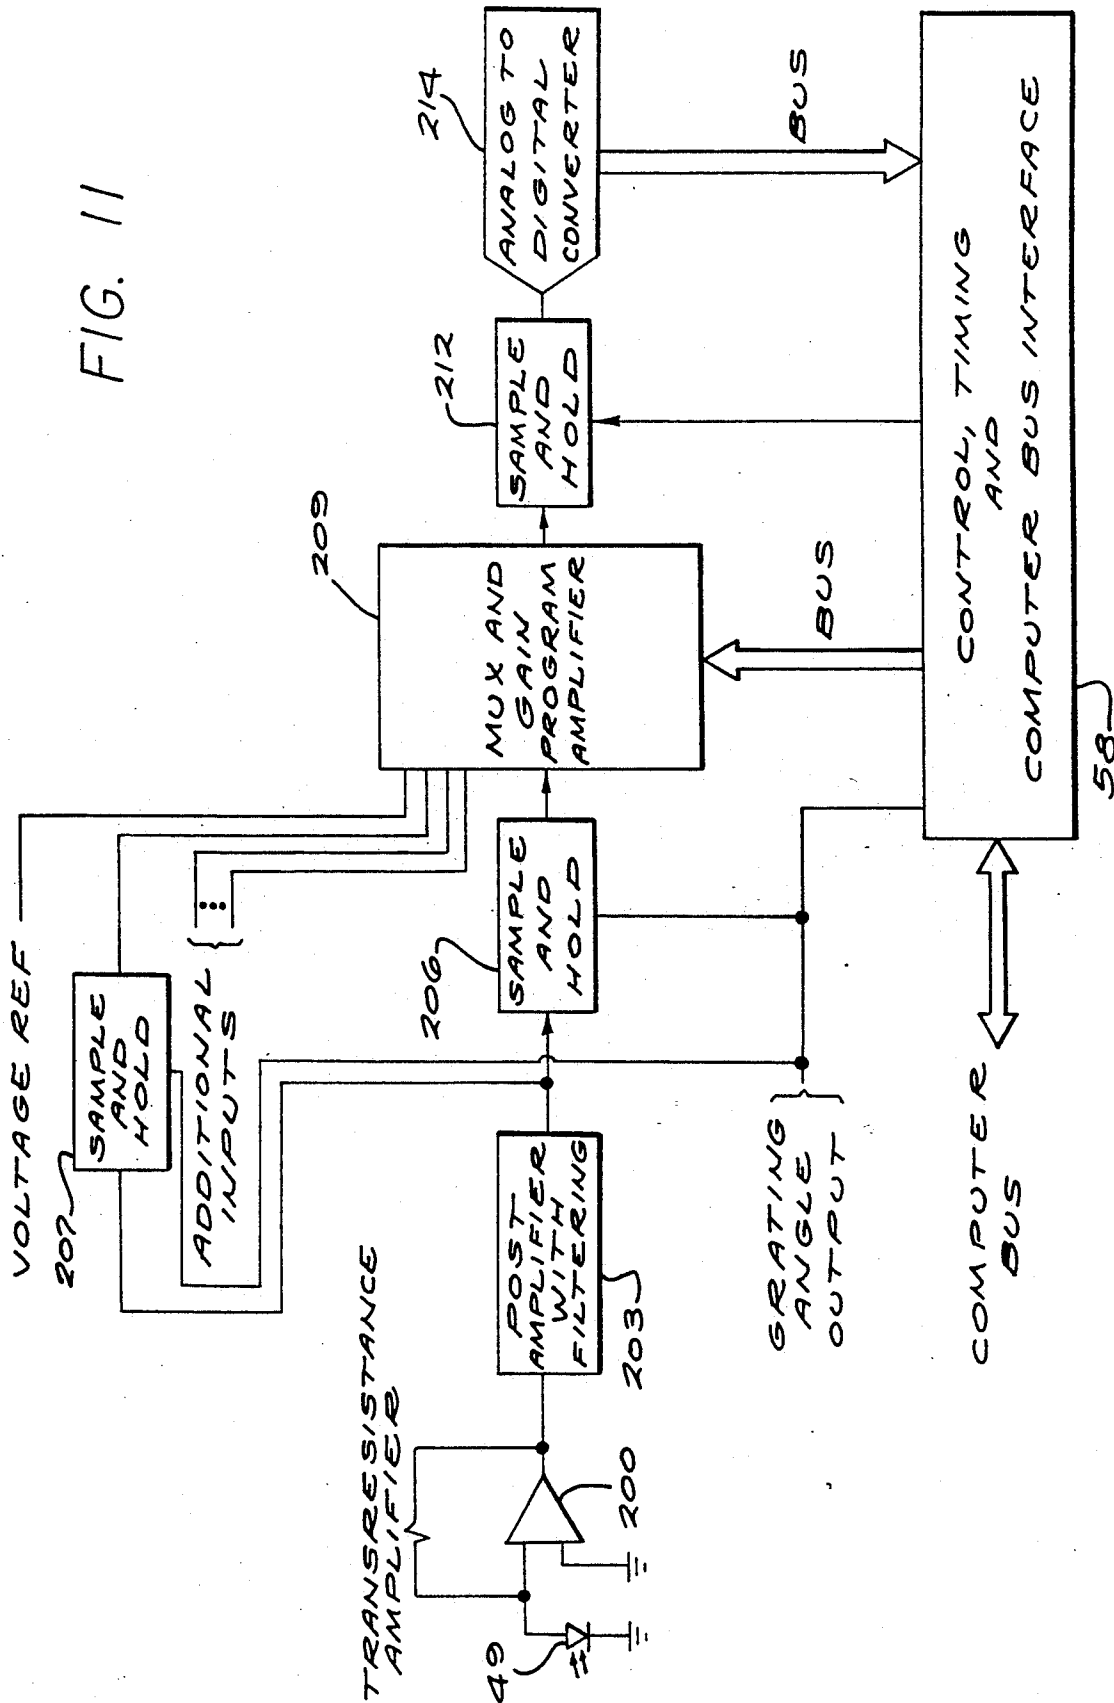 FIG. 11
VOLTAGE REF
207
SAMPLE
AND
HOLD
ADDITIONAL
INPUTS
TRANSRESISTANCE
AMPLIFIER
49
200
POST
AMPLIFIER
WITH
FILTERING
203
206
SAMPLE
AND
HOLD
209
MUX AND
GAIN
PROGRAM
AMPLIFIER
212
SAMPLE
AND
HOLD
214
ANALOG TO
DIGITAL
CONVERTER
BUS
BUS
GRATING
ANGLE
OUTPUT
COMPUTER
BUS
CONTROL, TIMING
AND
COMPUTER BUS INTERFACE
58